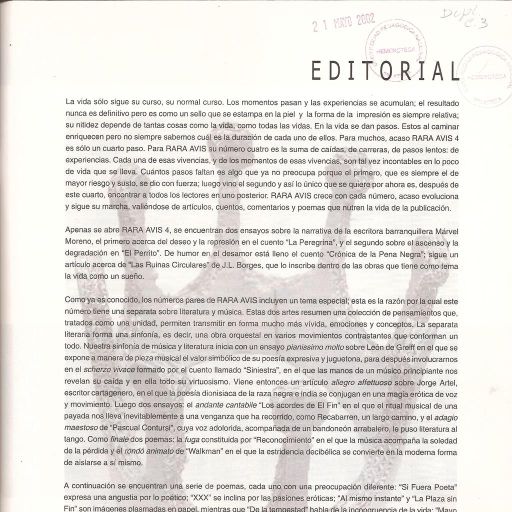 21 MAYO 2002
HEMEROTECA
EDITORIAL
La vida sólo sigue su curso, su normal curso. Los momentos pasan y las experiencias se acumulan; el resultado
nunca es definitivo pero es como un sello que se estampa en la piel y la forma de la impresión es siempre relativa;
su nitidez depende de tantas cosas como la vida, como todas las vidas. En la vida se dan pasos. Estos al caminar
enriquecen pero no siempre sabemos cuál es la duración de cada uno de ellos. Para muchos, acaso RARA AVIS 4
es sólo un cuarto paso. Para RARA AVIS el número cuatro es la suma de caídas, de carreras, de pasos lentos: de
experiencias. Cada una de esas vivencias, y de los momentos de esas vivencias, son tal vez incontables en lo poco
de vida que se lleva. Cuántos pasos faltan es algo que ya no preocupa porque el primero, que es siempre el de
mayor riesgo y susto, se dio con fuerza; luego vino el segundo y así lo único que se quiere por ahora es, después de
este cuarto, encontrar a todos los lectores en uno posterior. RARA AVIS crece con cada número, acaso evoluciona
y sigue su marcha, valiéndose de artículos, cuentos, comentarios y poemas que nutren la vida de la publicación.
Apenas se abre RARA AVIS 4, se encuentran dos ensayos sobre la narrativa de la escritora barranquillera Marvel
Moreno, el primero acerca del deseo y la represión en el cuento “La Peregrina”, y el segundo sobre el ascenso y la
degradación en “El Perrito”. De humor en el desamor está lleno el cuento “Crónica de la Pena Negra”; sigue un
artículo acerca de “Las Ruinas Circulares” de J.L. Borges, que lo inscribe dentro de las obras que tiene como tema
la vida como un sueño.
Como ya es conocido, los números pares de RARA AVIS incluyen un tema especial; esta es la razón por la cual este
número tiene una separata sobre literatura y música. Estas dos artes resumen una colección de pensamientos que,
tratados como una unidad, permiten transmitir en forma mucho más vívida, emociones y conceptos. La separata
literaria forma una sinfonía, es decir, una obra orquestal en varios movimientos contrastantes que conforman un
todo. Nuestra sinfonía de música y literatura inicia con un ensayo pianissimo molto sobre León de Greiff en el que se
expone a manera de pieza musical el valor simbólico de su poesía expresiva y juguetona, para después involucrarnos
en el scherzo vivace formado por el cuento llamado “Siniestra”, en el que las manos de un músico principiante nos
revelan su caída y en ella todo su virtuosismo. Viene entonces un artículo allegro affettuoso sobre Jorge Artel,
escritor cartagenero, en el que la poesía dionisiaca de la raza negra e india se conjugan en una magia erótica de voz
y movimiento. Luego dos ensayos: el andante cantabile “Los acordes de El Fin” en el que el ritual musical de una
payada nos lleva inevitablemente a una venganza que ha recorrido, como Recabarren, un largo camino, y el adagio
maestoso de “Pascual Contursi”, cuya voz adolorida, acompañada de un bandoneón arrabalero, le puso literatura al
tango. Como finale dos poemas: la fuga constituida por “Reconocimiento” en el que la música acompaña la soledad
de la pérdida y el rondó animato de “Walkman” en el que la estridencia decibélica se convierte en la moderna forma
de aislarse a sí mismo.
A continuación se encuentran una serie de poemas, cada uno con una preocupación diferente: “Si Fuera Poeta”
expresa una angustia por lo poético; “XXX” se inclina por las pasiones eróticas; “Al mismo instante” y “La Plaza sin
Fin” son imágenes plasmadas en papel, mientras que “De la tempestad” habla de la incongruencia de la vida; “Mayo